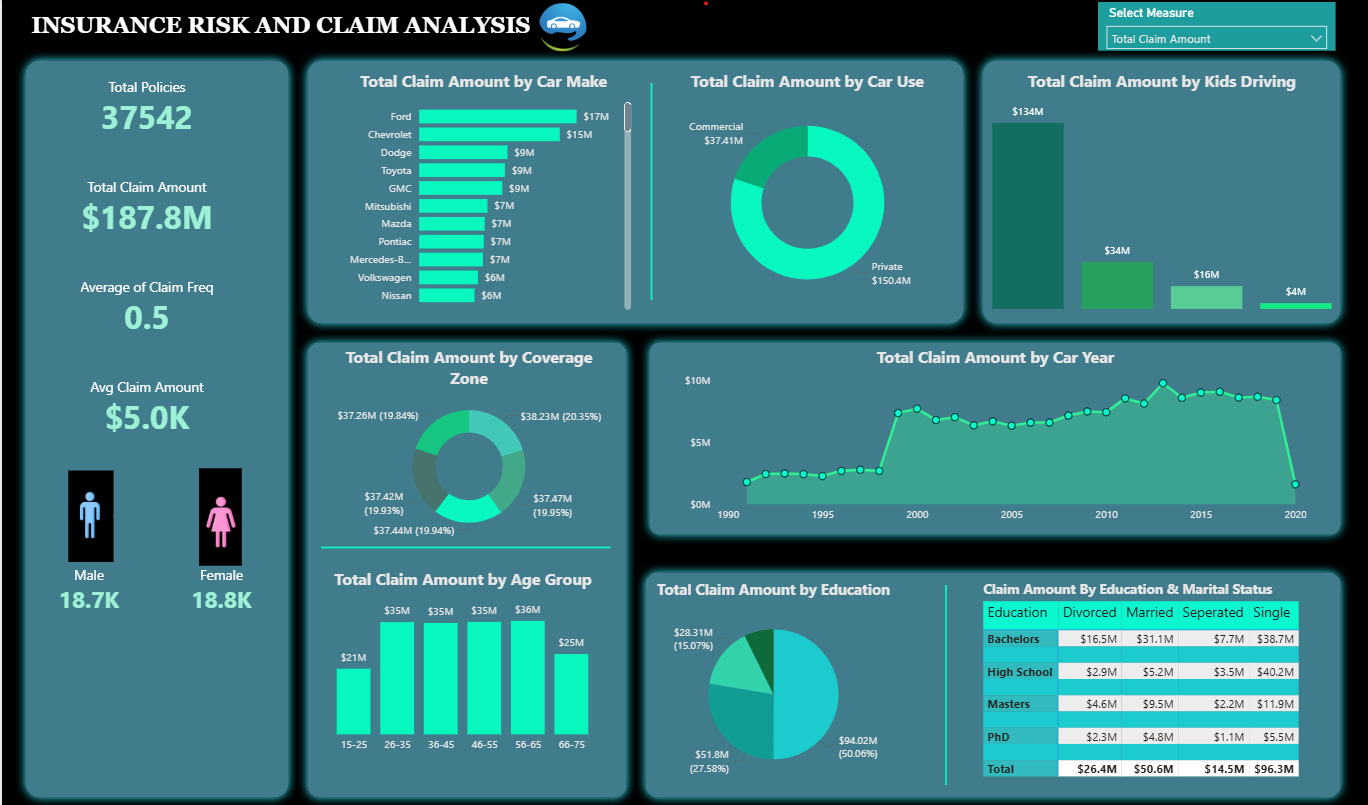 INSURANCE RISK AND CLAIM ANALYSIS
Select Measure
Total Claim Amount
Total Policies
37542
Total Claim Amount
$187.8M
Average of Claim Freq
0.5
Avg Claim Amount
$5.0K
Male
18.7K
Female
18.8K
Total Claim Amount by Car Make
Ford $17M
Chevrolet $15M
Dodge $9M
Toyota $9M
GMC $9M
Mitsubishi $7M
Mazda $7M
Pontiac $7M
Mercedes-B... $7M
Volkswagen $6M
Nissan $6M
Total Claim Amount by Car Use
Commercial
$37.41M
Private
$150.4M
Total Claim Amount by Kids Driving
$134M
$34M
$16M
$4M
Total Claim Amount by Coverage
Zone
$37.26M (19.84%)
$38.23M (20.35%)
$37.42M
(19.93%)
$37.47M
(19.95%)
$37.44M (19.94%)
Total Claim Amount by Age Group
$21M $35M $35M $35M $36M $25M
15-25 26-35 36-45 46-55 56-65 66-75
Total Claim Amount by Car Year
$10M
$5M
$0M
1990 1995 2000 2005 2010 2015 2020
Total Claim Amount by Education
$28.31M
(15.07%)
$94.02M
(50.06%)
$51.8M
(27.58%)
Claim Amount By Education & Marital Status
Education Divorced Married Seperated Single
Bachelors $16.5M $31.1M $7.7M $38.7M
High School $2.9M $5.2M $3.5M $40.2M
Masters $4.6M $9.5M $2.2M $11.9M
PhD $2.3M $4.8M $1.1M $5.5M
Total $26.4M $50.6M $14.5M $96.3M